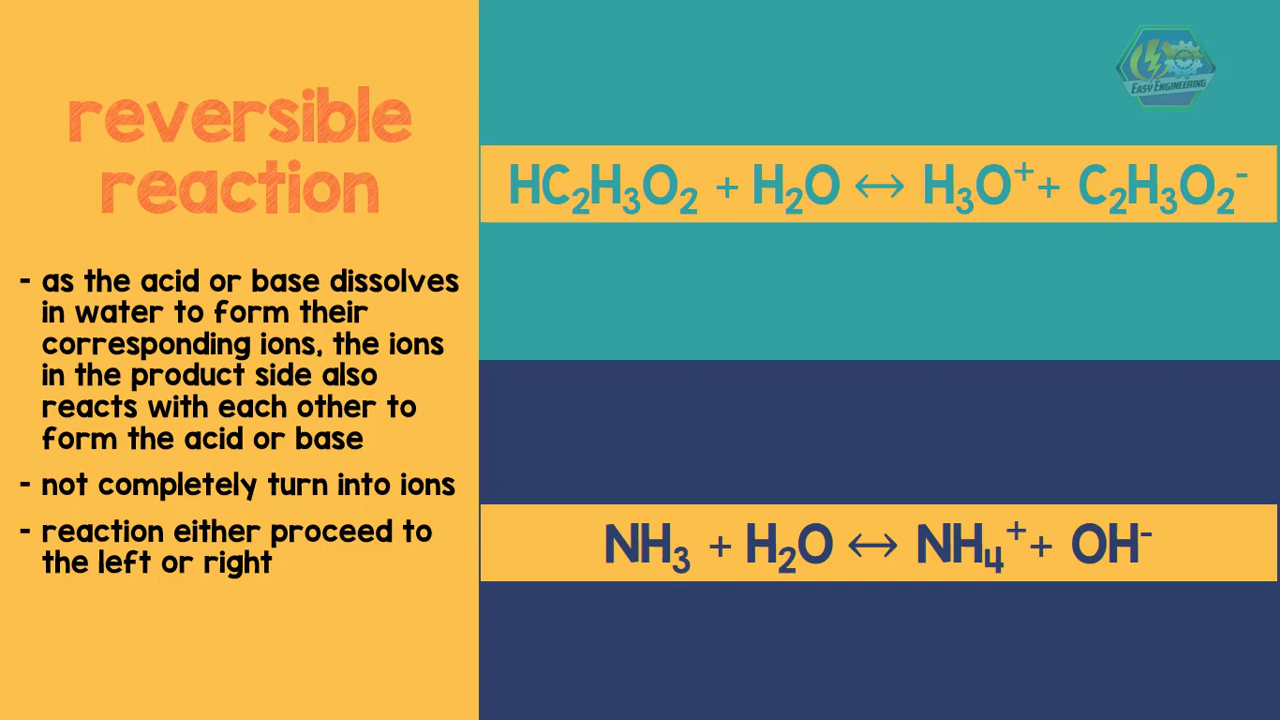 reversible
reaction
- as the acid or base dissolves
in water to form their
corresponding ions, the ions
in the product side also
reacts with each other to
form the acid or base
- not completely turn into ions
- reaction either proceed to
the left or right
EASY ENGINEERING
HC₂H₃O₂ + H₂O ↔ H₃O⁺ + C₂H₃O₂⁻
NH₃ + H₂O ↔ NH₄⁺ + OH⁻